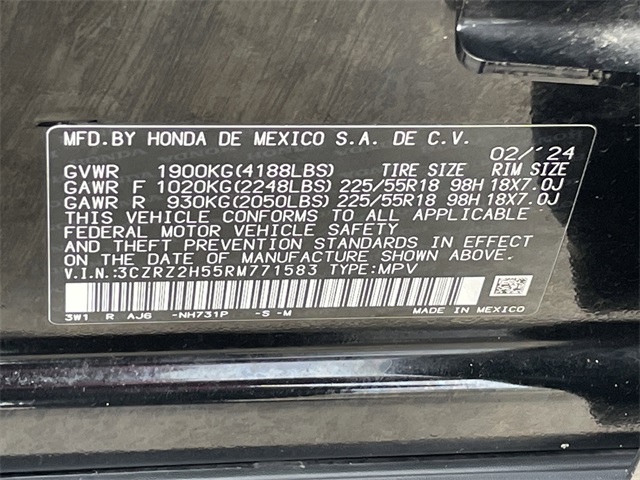 MFD.BY HONDA DE MEXICO S.A. DE C.V.
02/'24
GVWR 1900KG(4188LBS) TIRE SIZE RIM SIZE
GAWR F 1020KG(2248LBS) 225/55R18 98H 18X7.0J
GAWR R 930KG(2050LBS) 225/55R18 98H 18X7.0J
THIS VEHICLE CONFORMS TO ALL APPLICABLE
FEDERAL MOTOR VEHICLE SAFETY
AND THEFT PREVENTION STANDARDS IN EFFECT
ON THE DATE OF MANUFACTURE SHOWN ABOVE.
V.I.N.:3CZRZ2H55RM771583 TYPE:MPV
3W1 R AJ6 -NH731P -S -M MADE IN MEXICO